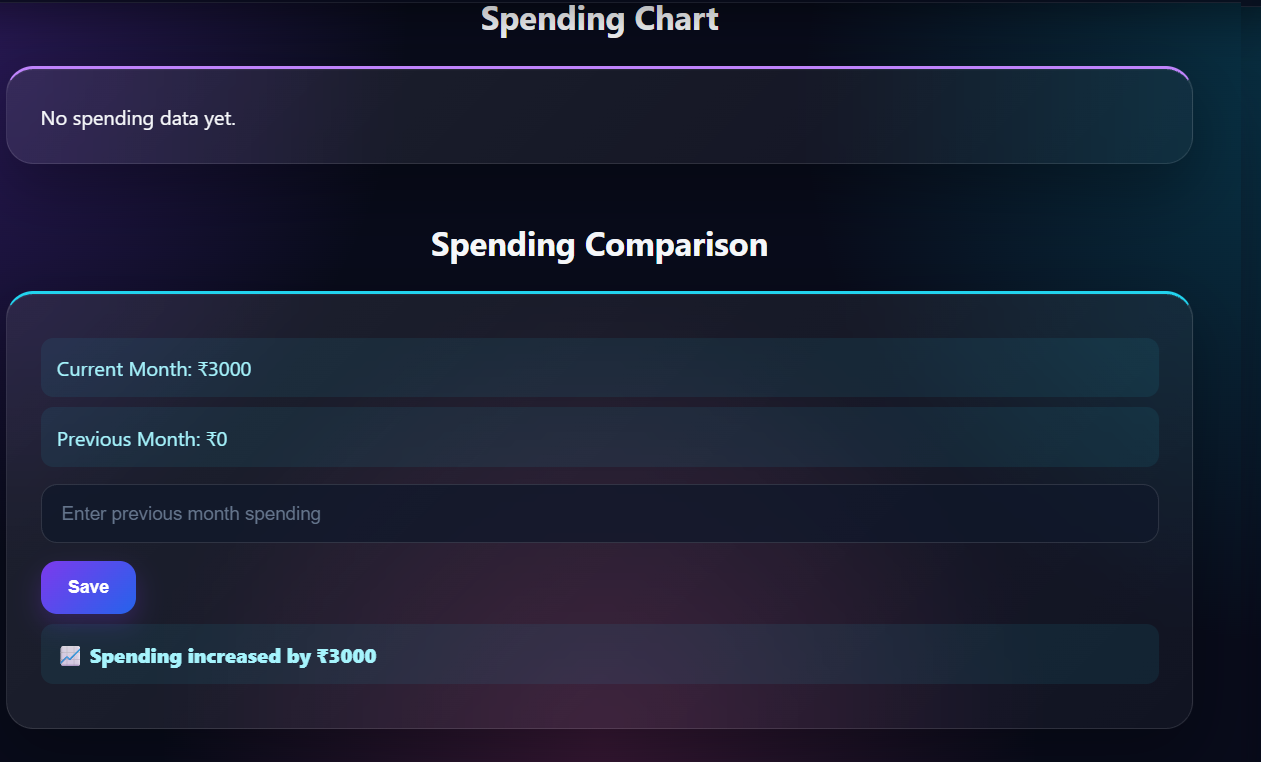 Spending Chart
No spending data yet.
Spending Comparison
Current Month: ₹3000
Previous Month: ₹0
Enter previous month spending
Save
📈 Spending increased by ₹3000